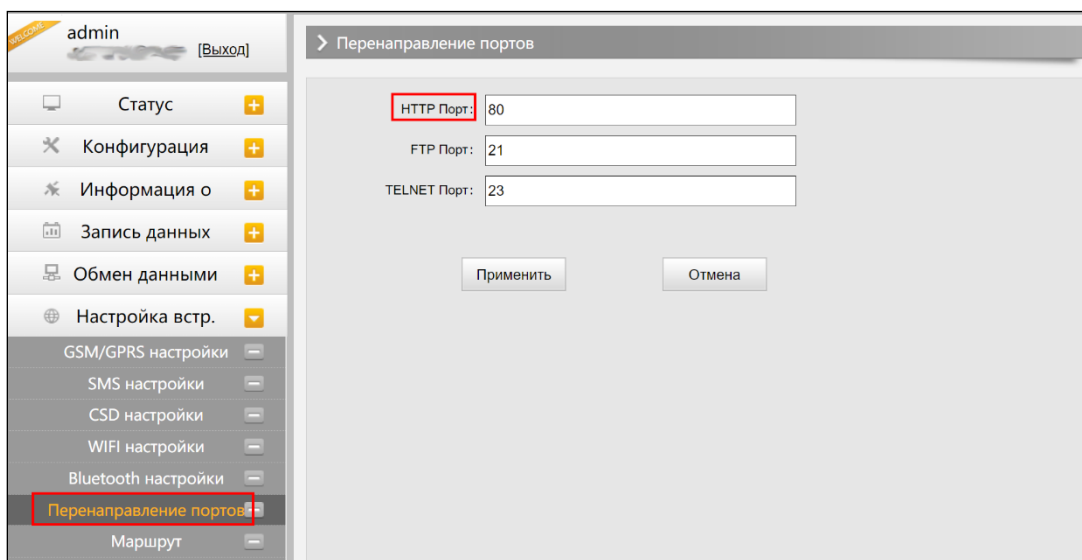 WELCOME
admin
[Выход]
Статус
Конфигурация
Информация о
Запись данных
Обмен данными
Настройка встр.
GSM/GPRS настройки
SMS настройки
CSD настройки
WIFI настройки
Bluetooth настройки
Перенаправление портов
Маршрут
Перенаправление портов
HTTP Порт: 80
FTP Порт: 21
TELNET Порт: 23
Применить Отмена